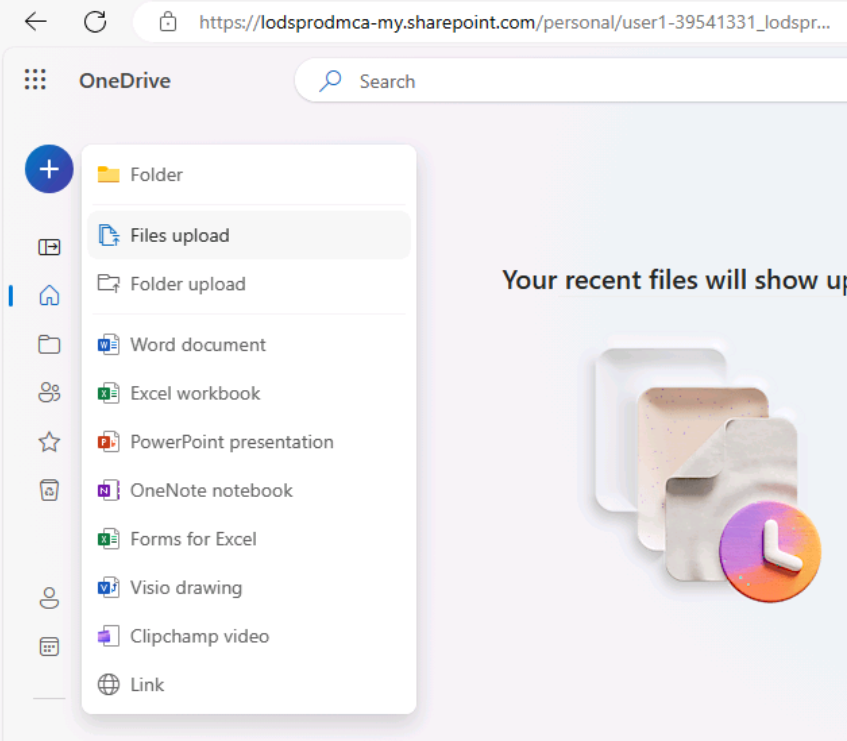 https://lodsprodmca-my.sharepoint.com/personal/user1-39541331_lodspr...
OneDrive
Search
Folder
Files upload
Folder upload
Your recent files will show
Word document
Excel workbook
PowerPoint presentation
OneNote notebook
Forms for Excel
Visio drawing
Clipchamp video
Link